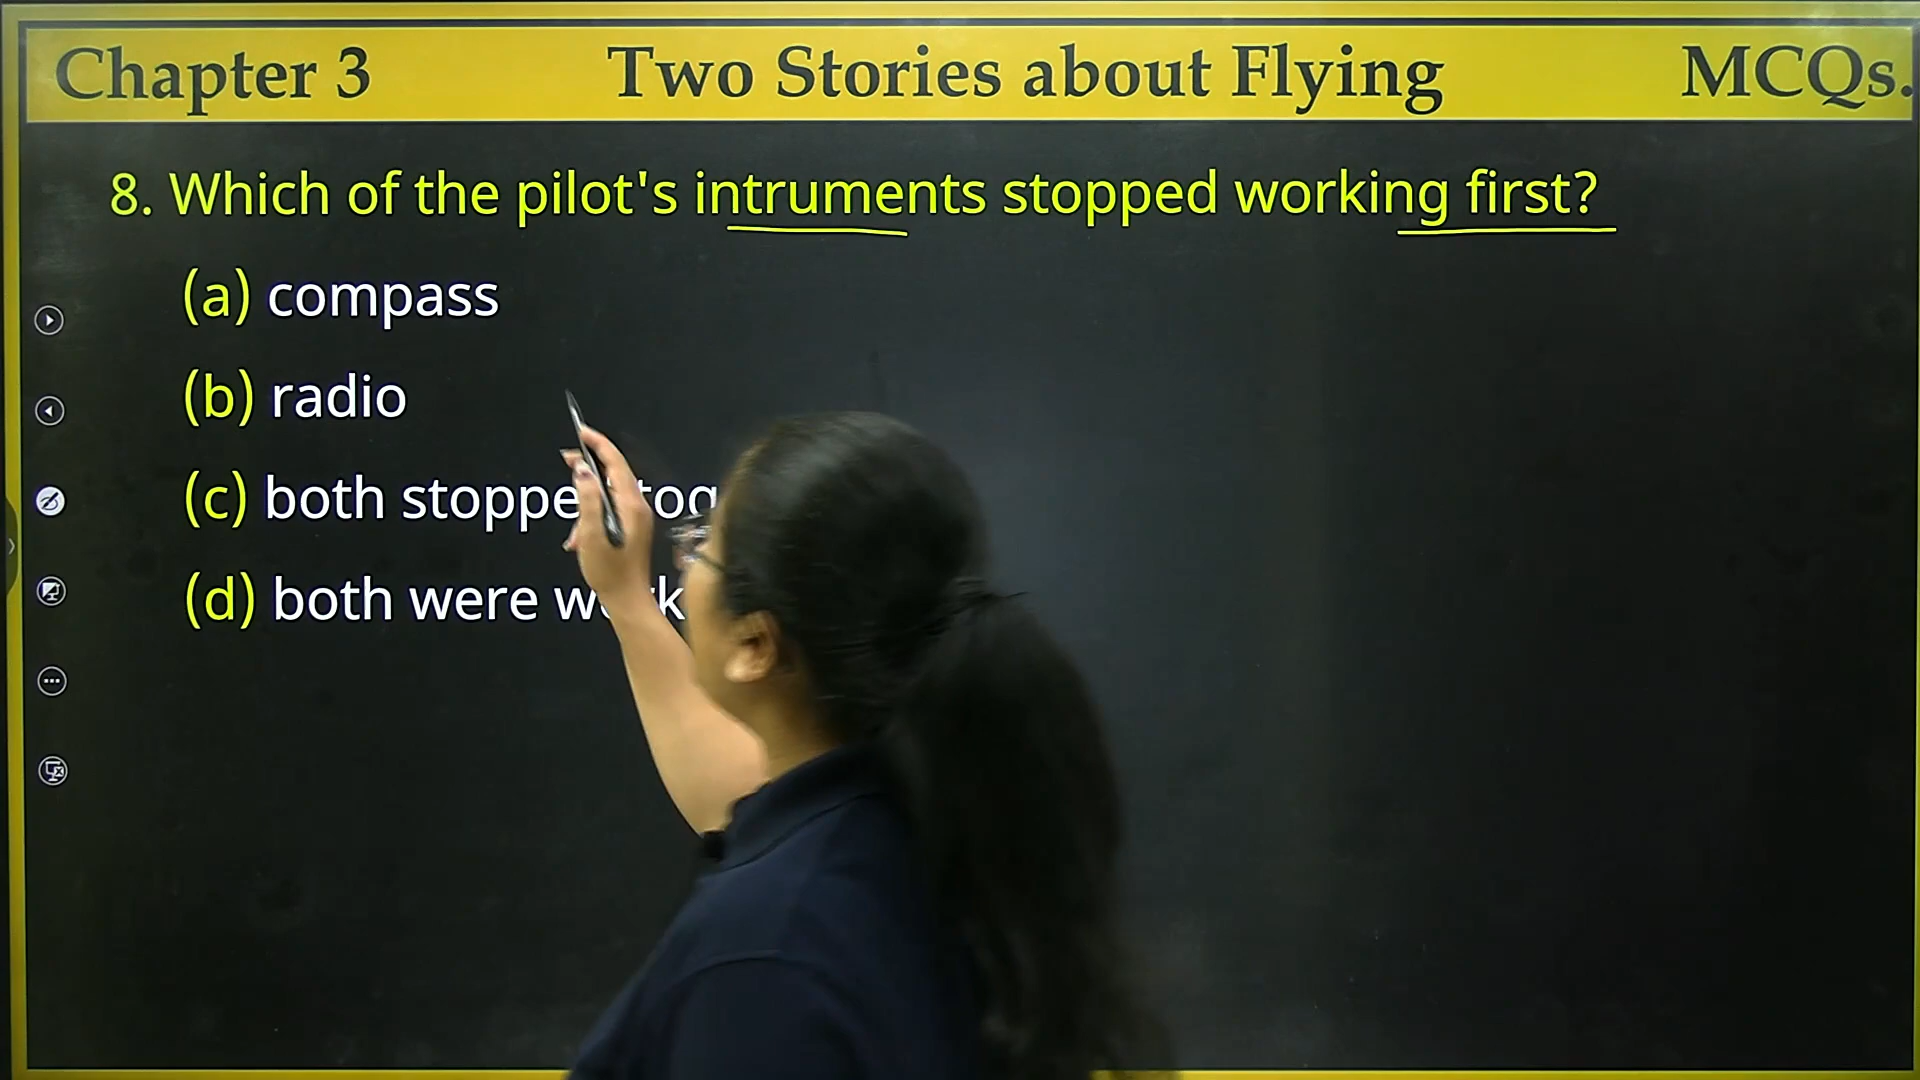 Chapter 3 Two Stories about Flying MCQs.
8. Which of the pilot's intruments stopped working first?
(a) compass
(b) radio
(c) both
(d) both were